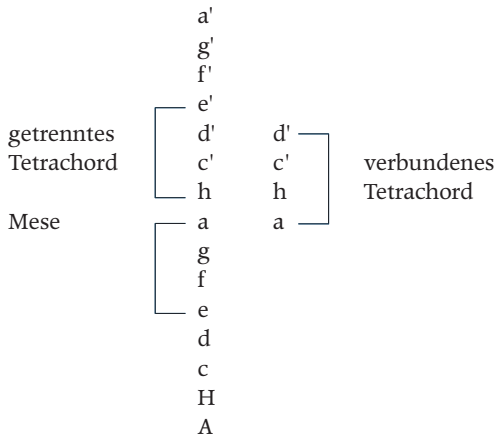 a'
g'
f'
e'
getrenntes d' d'
Tetrachord c' c' verbundenes
h h Tetrachord
Mese a a
g
f
e
d
c
H
A